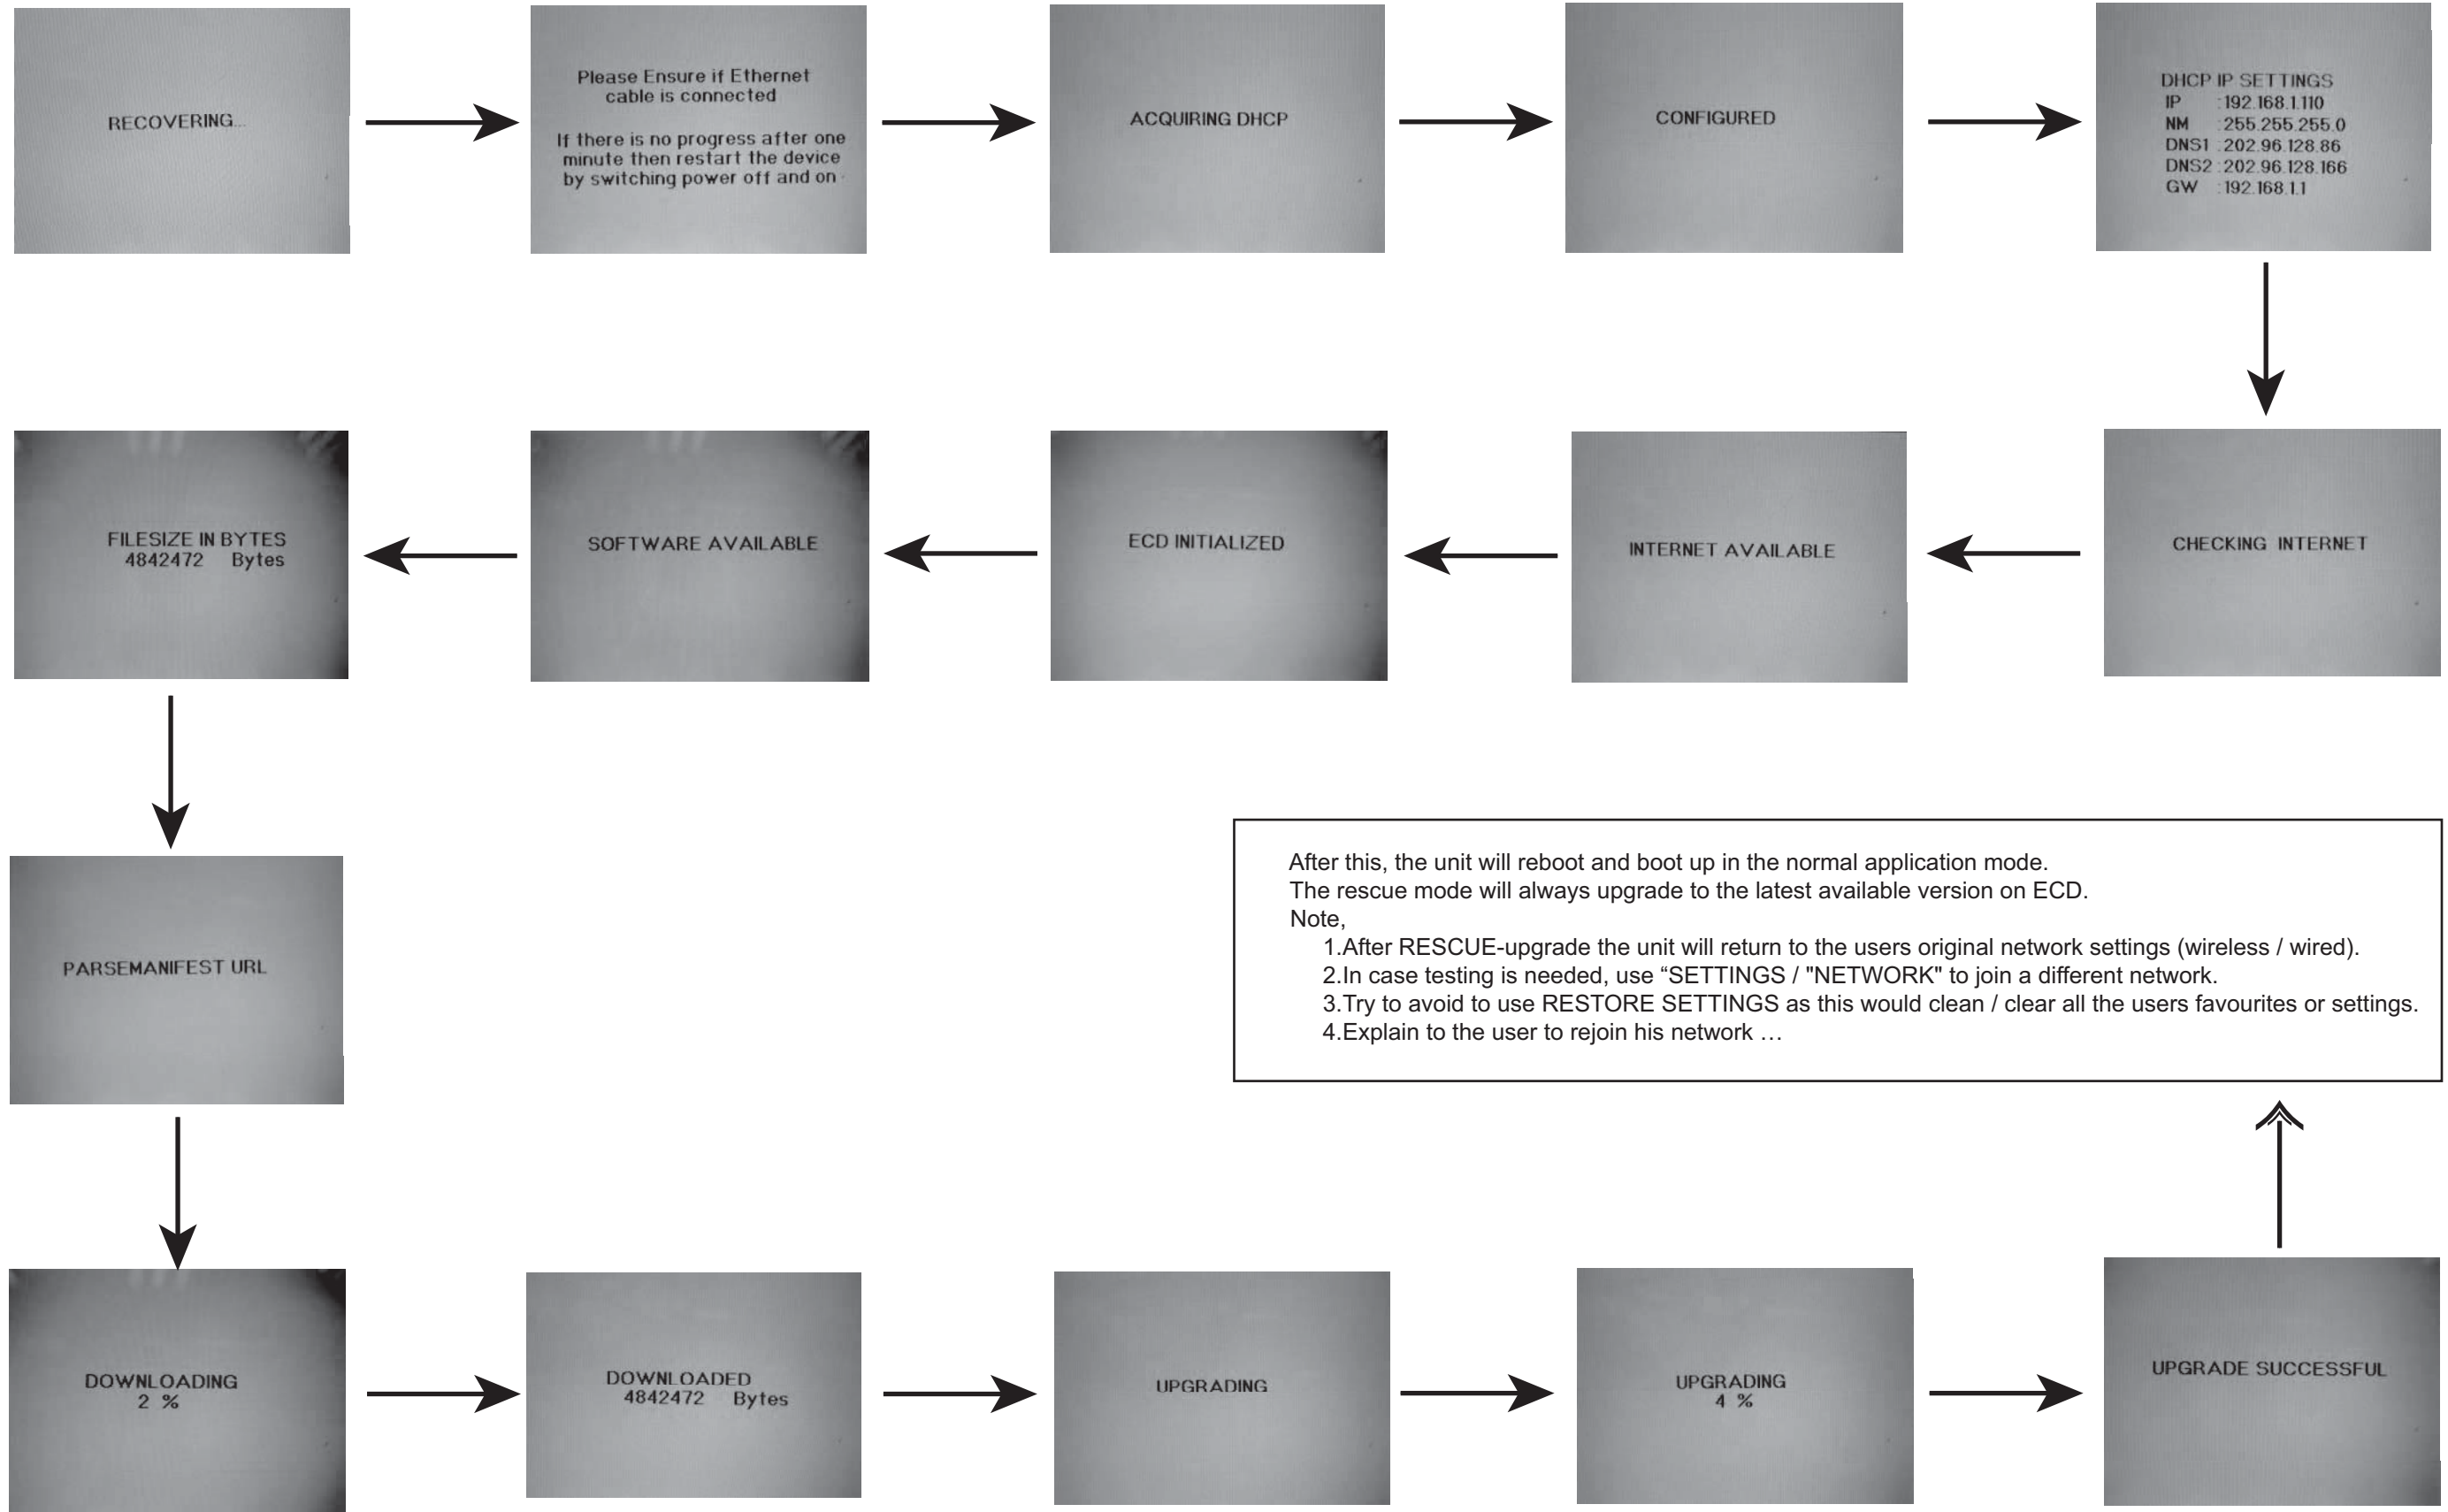 RECOVERING...
Please Ensure if Ethernet
cable is connected
If there is no progress after one
minute then restart the device
by switching power off and on
ACQUIRING DHCP
CONFIGURED
DHCP IP SETTINGS
IP :192.168.1.110
NM :255.255.255.0
DNS1 :202.96.128.86
DNS2 :202.96.128.166
GW :192.168.1.1
CHECKING INTERNET
INTERNET AVAILABLE
ECD INITIALIZED
SOFTWARE AVAILABLE
FILESIZE IN BYTES
4842472 Bytes
PARSEMANIFEST URL
DOWNLOADING
2 %
DOWNLOADED
4842472 Bytes
UPGRADING
UPGRADING
4 %
UPGRADE SUCCESSFUL
After this, the unit will reboot and boot up in the normal application mode.
The rescue mode will always upgrade to the latest available version on ECD.
Note,
1.After RESCUE-upgrade the unit will return to the users original network settings (wireless / wired).
2.In case testing is needed, use “SETTINGS / "NETWORK" to join a different network.
3.Try to avoid to use RESTORE SETTINGS as this would clean / clear all the users favourites or settings.
4.Explain to the user to rejoin his network …